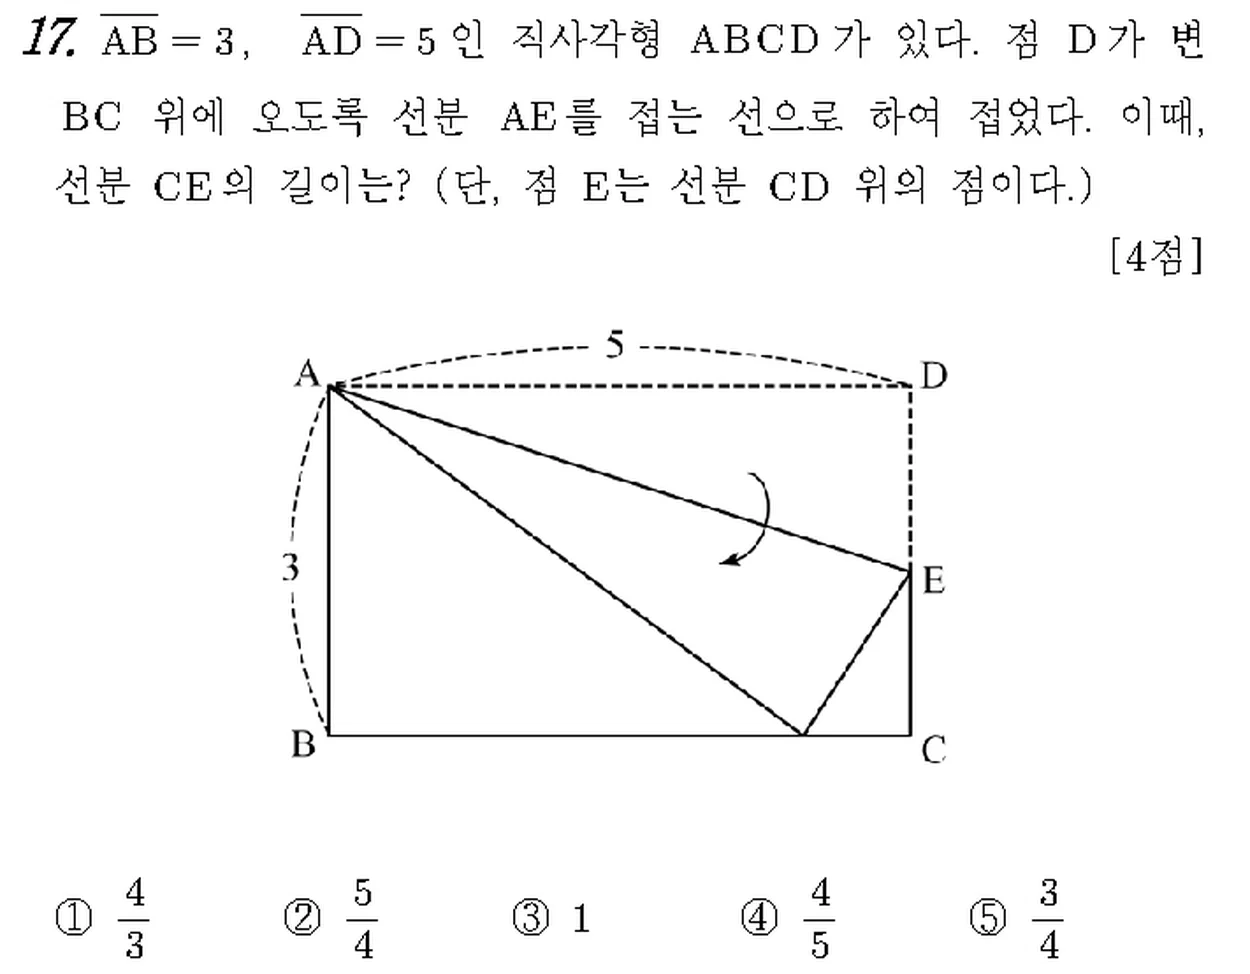 17. AB = 3, AD = 5 인 직사각형 ABCD가 있다. 점 D가 변
BC 위에 오도록 선분 AE를 접는 선으로 하여 접었다. 이때,
선분 CE의 길이는? (단, 점 E는 선분 CD 위의 점이다.)
[4점]
5
A
D
3
E
B
C
① 4/3 ② 5/4 ③ 1 ④ 4/5 ⑤ 3/4